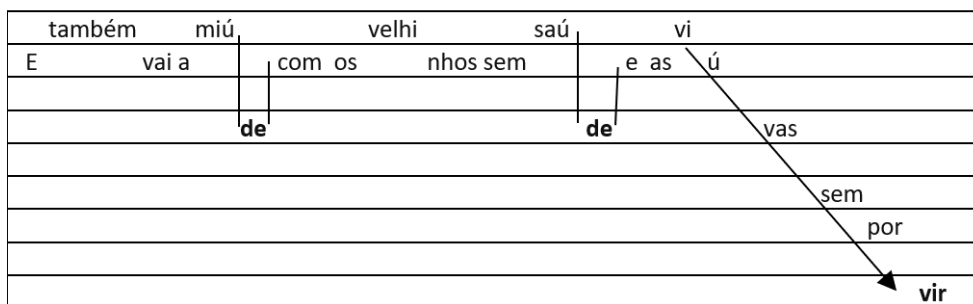 também miú velhi saú vi
E vai a com os nhos sem e as ú
de de vas
sem
por
vir